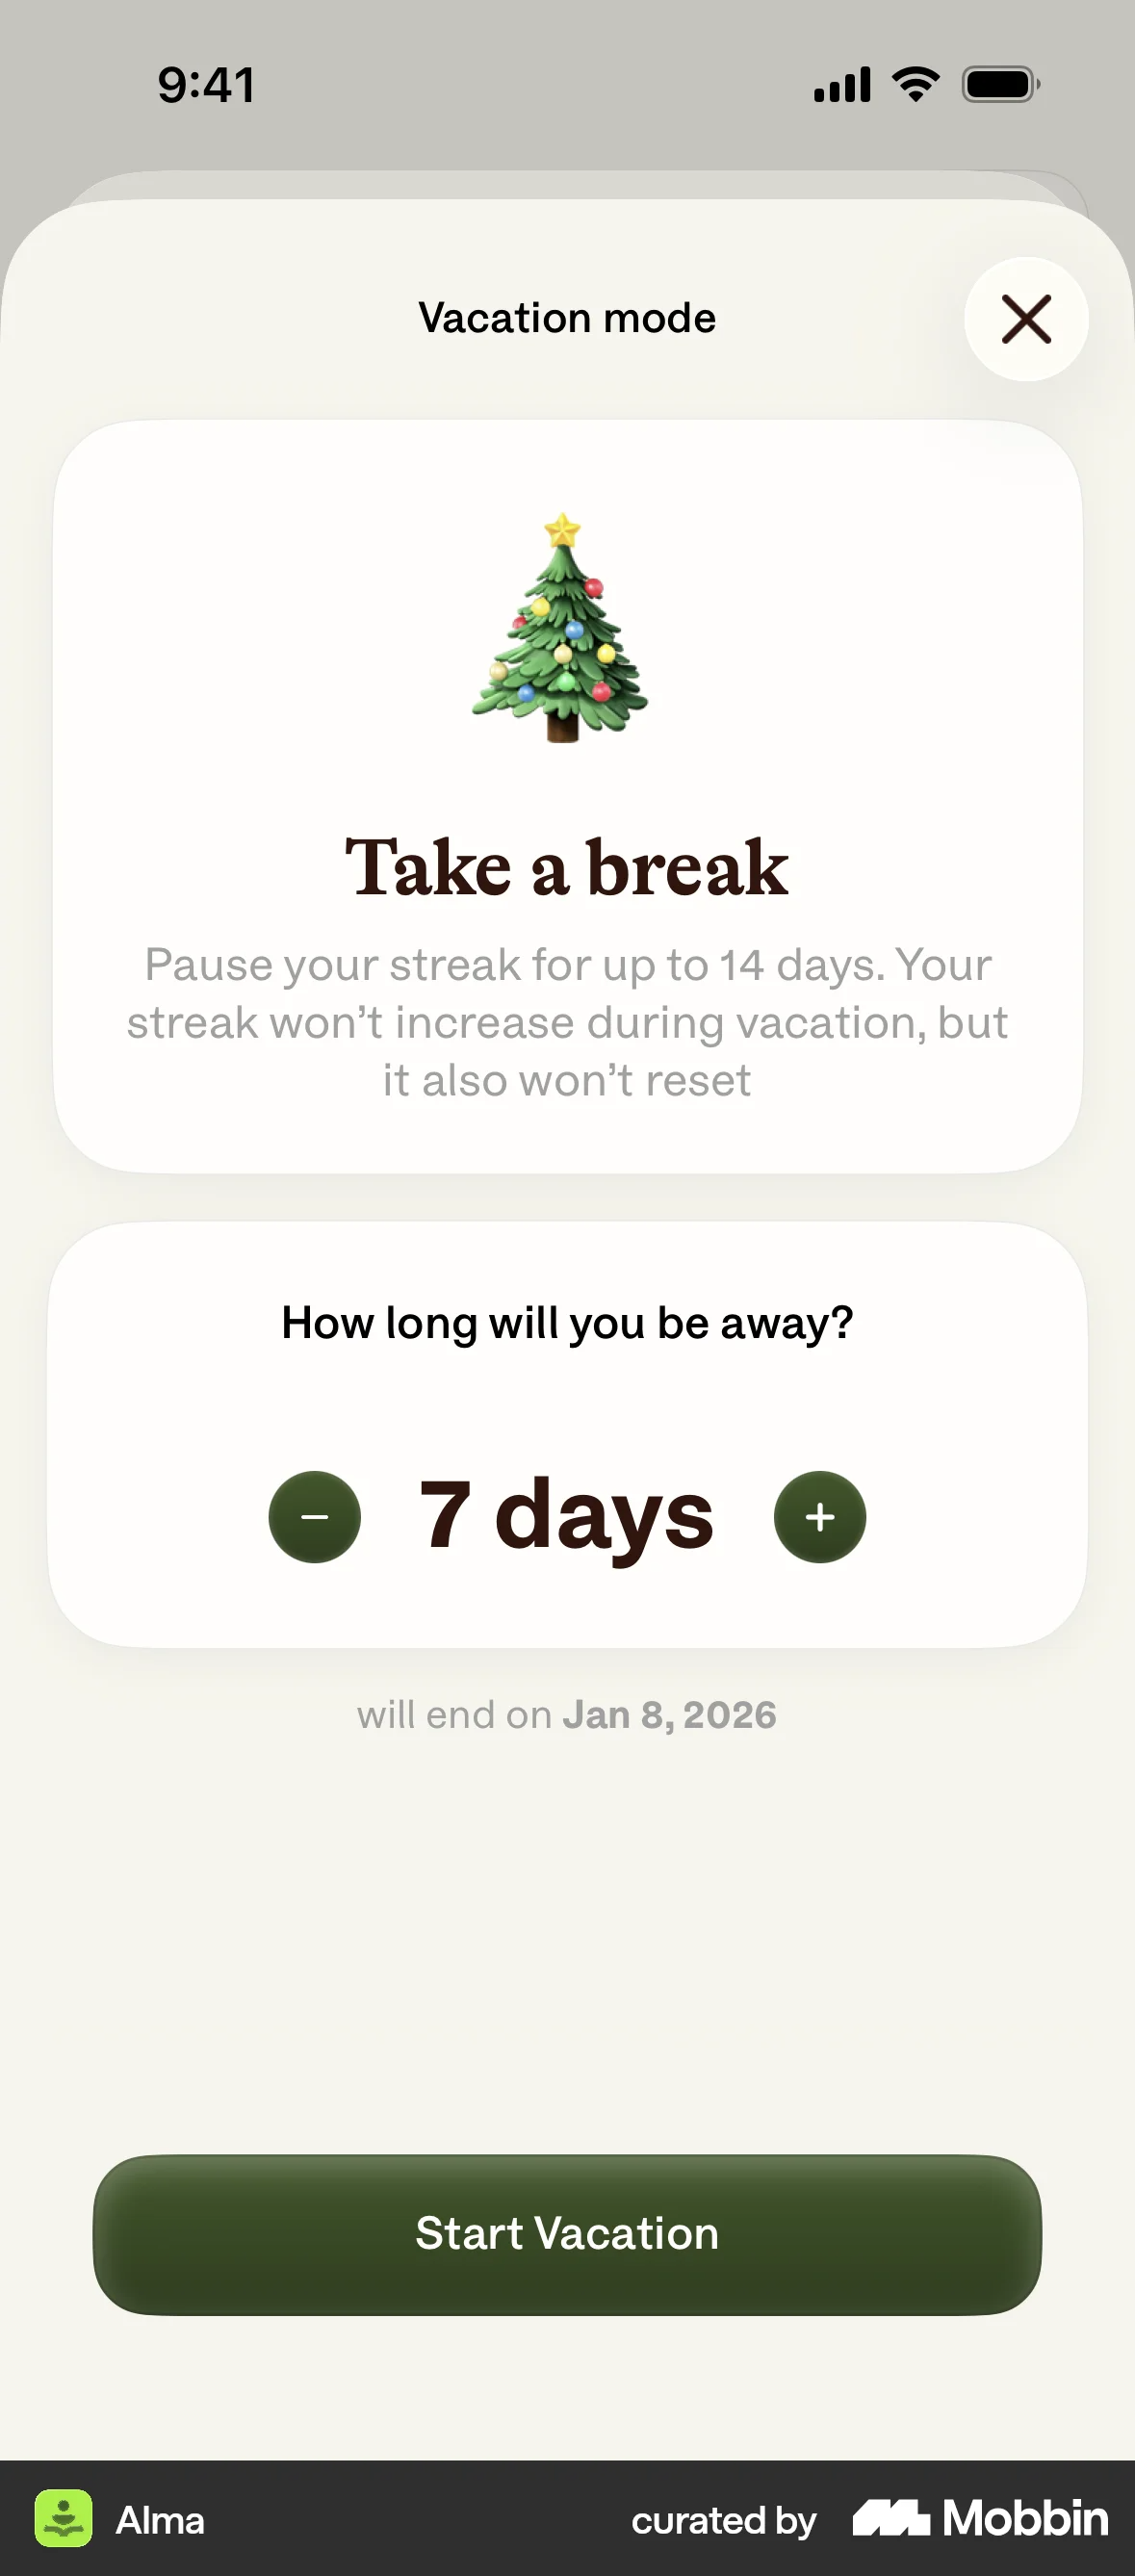 9:41
Vacation mode
Take a break
Pause your streak for up to 14 days. Your
streak won’t increase during vacation, but
it also won’t reset
How long will you be away?
7 days
will end on Jan 8, 2026
Start Vacation
Alma
curated by Mobbin